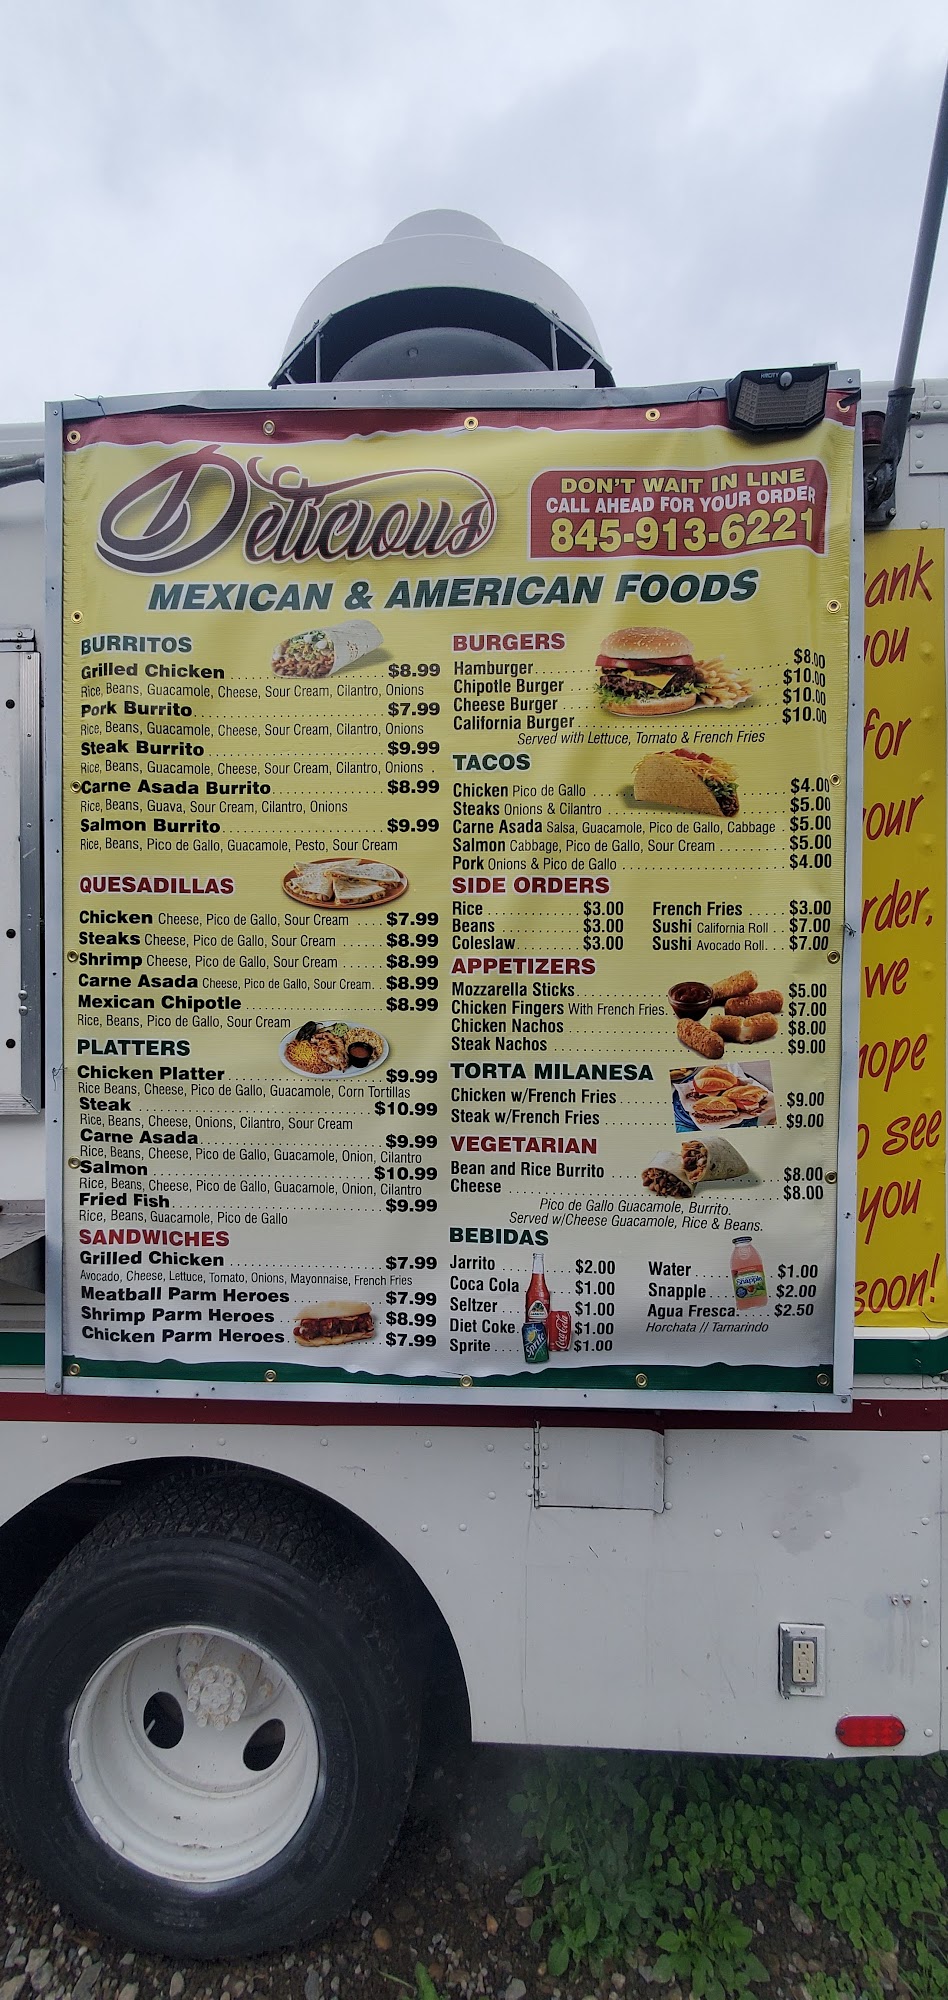 HMCITY
Delicious
DON'T WAIT IN LINE
CALL AHEAD FOR YOUR ORDER
845-913-6221
MEXICAN & AMERICAN FOODS
BURRITOS
Grilled Chicken $8.99
Rice, Beans, Guacamole, Cheese, Sour Cream, Cilantro, Onions
Pork Burrito $7.99
Rice, Beans, Guacamole, Cheese, Sour Cream, Cilantro, Onions
Steak Burrito $9.99
Rice, Beans, Guacamole, Cheese, Sour Cream, Cilantro, Onions
Carne Asada Burrito $8.99
Rice, Beans, Guava, Sour Cream, Cilantro, Onions
Salmon Burrito $9.99
Rice, Beans, Pico de Gallo, Guacamole, Pesto, Sour Cream
QUESADILLAS
Chicken Cheese, Pico de Gallo, Sour Cream $7.99
Steaks Cheese, Pico de Gallo, Sour Cream $8.99
Shrimp Cheese, Pico de Gallo, Sour Cream $8.99
Carne Asada Cheese, Pico de Gallo, Sour Cream $8.99
Mexican Chipotle $8.99
Rice, Beans, Pico de Gallo, Sour Cream
PLATTERS
Chicken Platter $9.99
Rice Beans, Cheese, Pico de Gallo, Guacamole, Corn Tortillas
Steak $10.99
Rice, Beans, Cheese, Onions, Cilantro, Sour Cream
Carne Asada $9.99
Rice, Beans, Cheese, Pico de Gallo, Guacamole, Onion, Cilantro
Salmon $10.99
Rice, Beans, Cheese, Pico de Gallo, Guacamole, Onion, Cilantro
Fried Fish $9.99
Rice, Beans, Guacamole, Pico de Gallo
SANDWICHES
Grilled Chicken $7.99
Avocado, Cheese, Lettuce, Tomato, Onions, Mayonnaise, French Fries
Meatball Parm Heroes $7.99
Shrimp Parm Heroes $8.99
Chicken Parm Heroes $7.99
BURGERS
Hamburger $8.00
Chipotle Burger $10.00
Cheese Burger $10.00
California Burger $10.00
Served with Lettuce, Tomato & French Fries
TACOS
Chicken Pico de Gallo $4.00
Steaks Onions & Cilantro $5.00
Carne Asada Salsa, Guacamole, Pico de Gallo, Cabbage $5.00
Salmon Cabbage, Pico de Gallo, Sour Cream $5.00
Pork Onions & Pico de Gallo $4.00
SIDE ORDERS
Rice $3.00 French Fries $3.00
Beans $3.00 Sushi California Roll $7.00
Coleslaw $3.00 Sushi Avocado Roll $7.00
APPETIZERS
Mozzarella Sticks $5.00
Chicken Fingers With French Fries $7.00
Chicken Nachos $8.00
Steak Nachos $9.00
TORTA MILANESA
Chicken w/French Fries $9.00
Steak w/French Fries $9.00
VEGETARIAN
Bean and Rice Burrito $8.00
Cheese $8.00
Pico de Gallo Guacamole, Burrito.
Served w/Cheese Guacamole, Rice & Beans.
BEBIDAS
Jarrito $2.00 Water $1.00
Coca Cola $1.00 Snapple $2.00
Seltzer $1.00 Agua Fresca $2.50
Diet Coke $1.00 Horchata // Tamarindo
Sprite $1.00
Snapple
Sprite
Coca-Cola
ank
you
for
our
rder,
we
hope
o see
you
soon!